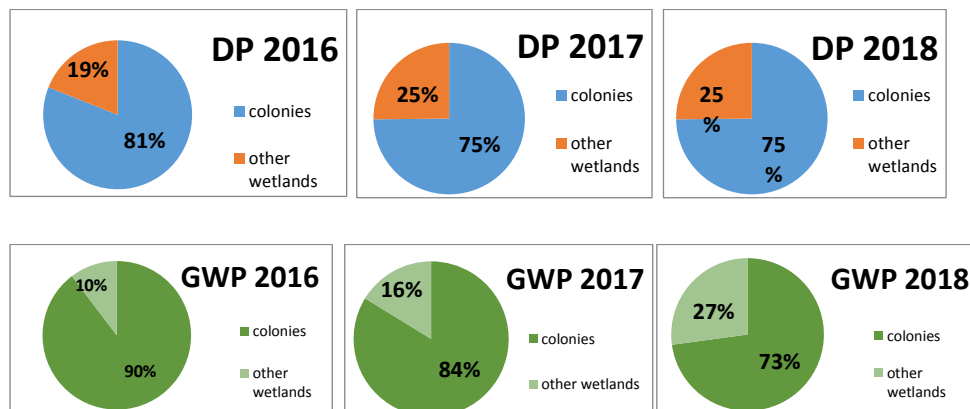 DP 2016
19%
81%
colonies
other
wetlands
DP 2017
25%
75%
colonies
other
wetlands
DP 2018
25
%
75
%
colonies
other
wetlands
GWP 2016
10%
90%
colonies
other
wetlands
GWP 2017
16%
84%
colonies
other wetlands
GWP 2018
27%
73%
colonies
other
wetlands